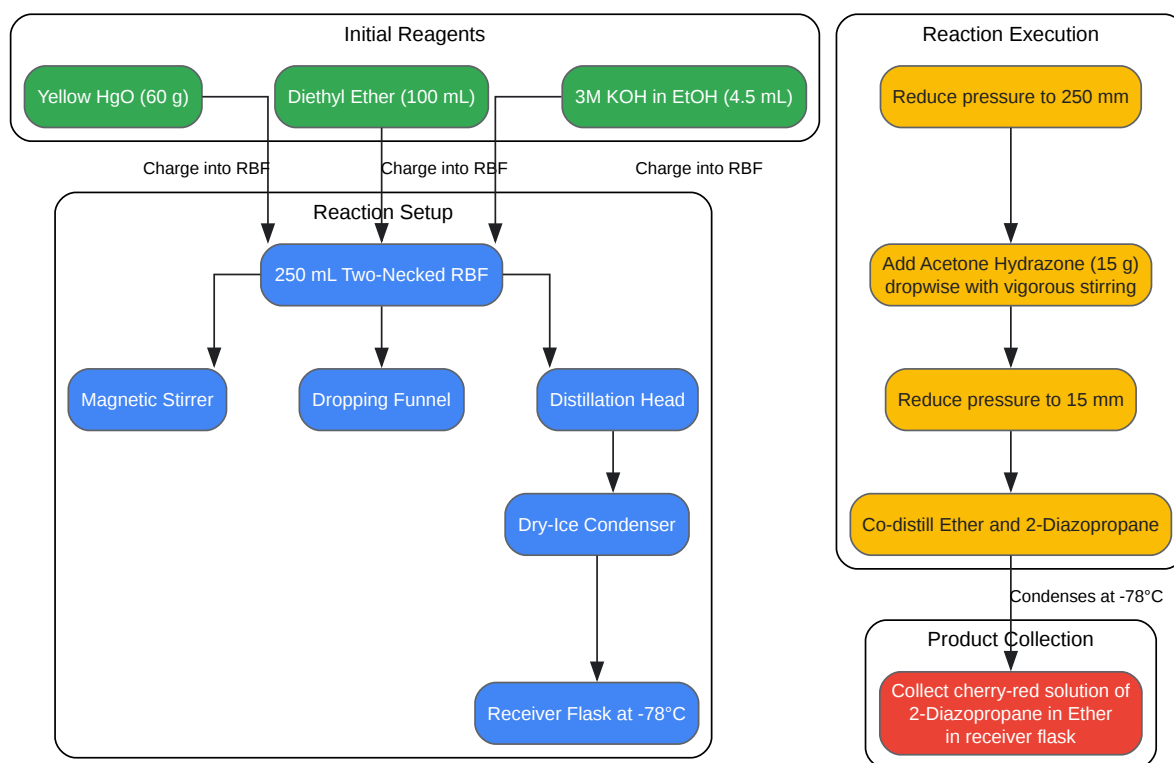 Initial Reagents
Yellow HgO (60 g)
Diethyl Ether (100 mL)
3M KOH in EtOH (4.5 mL)
Charge into RBF
Charge into RBF
Charge into RBF
Reaction Setup
250 mL Two-Necked RBF
Magnetic Stirrer
Dropping Funnel
Distillation Head
Dry-Ice Condenser
Receiver Flask at -78°C
Reaction Execution
Reduce pressure to 250 mm
Add Acetone Hydrazone (15 g)
dropwise with vigorous stirring
Reduce pressure to 15 mm
Co-distill Ether and 2-Diazopropane
Condenses at -78°C
Product Collection
Collect cherry-red solution of
2-Diazopropane in Ether
in receiver flask